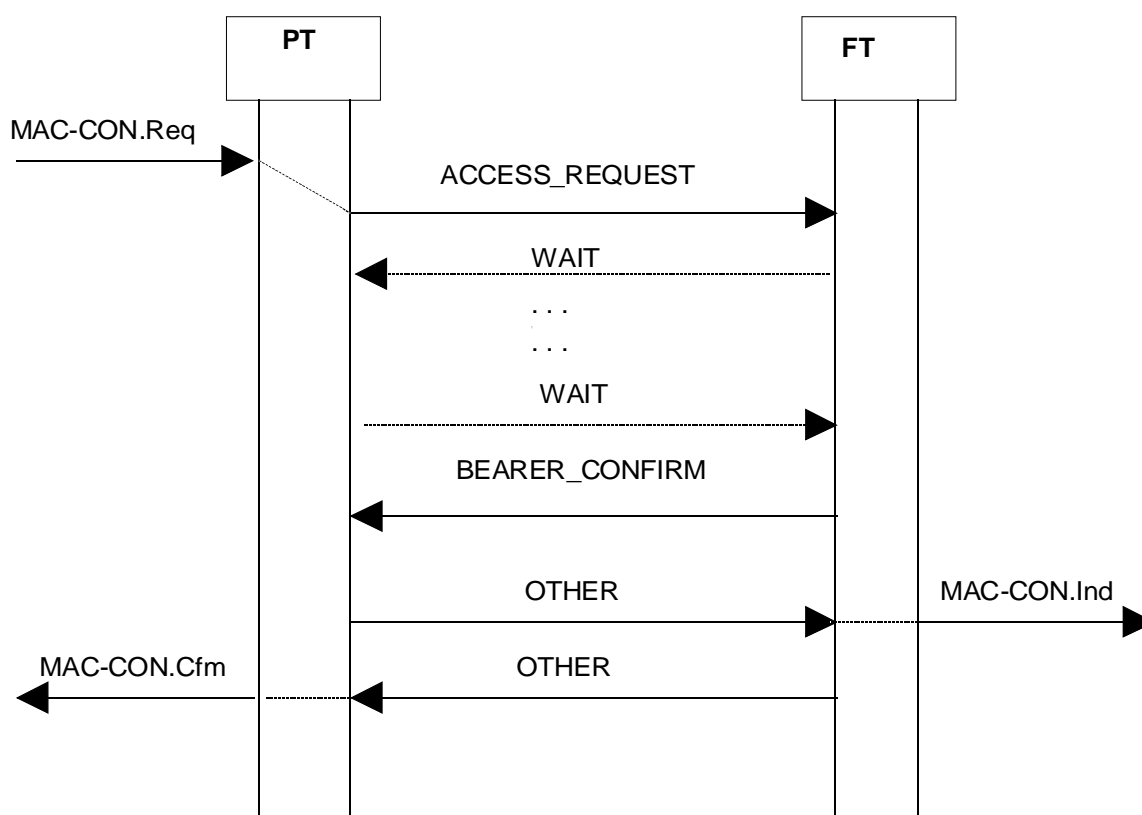 PT
FT
MAC-CON.Req
ACCESS_REQUEST
WAIT
. . .
. . .
WAIT
BEARER_CONFIRM
OTHER
MAC-CON.Ind
MAC-CON.Cfm
OTHER